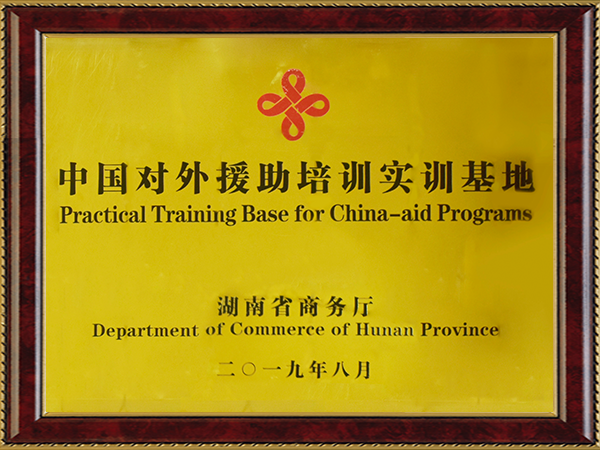 中国对外援助培训实训基地
Practical Training Base for China-aid Programs
湖南省商务厅
Department of Commerce of Hunan Province
二〇一九年八月